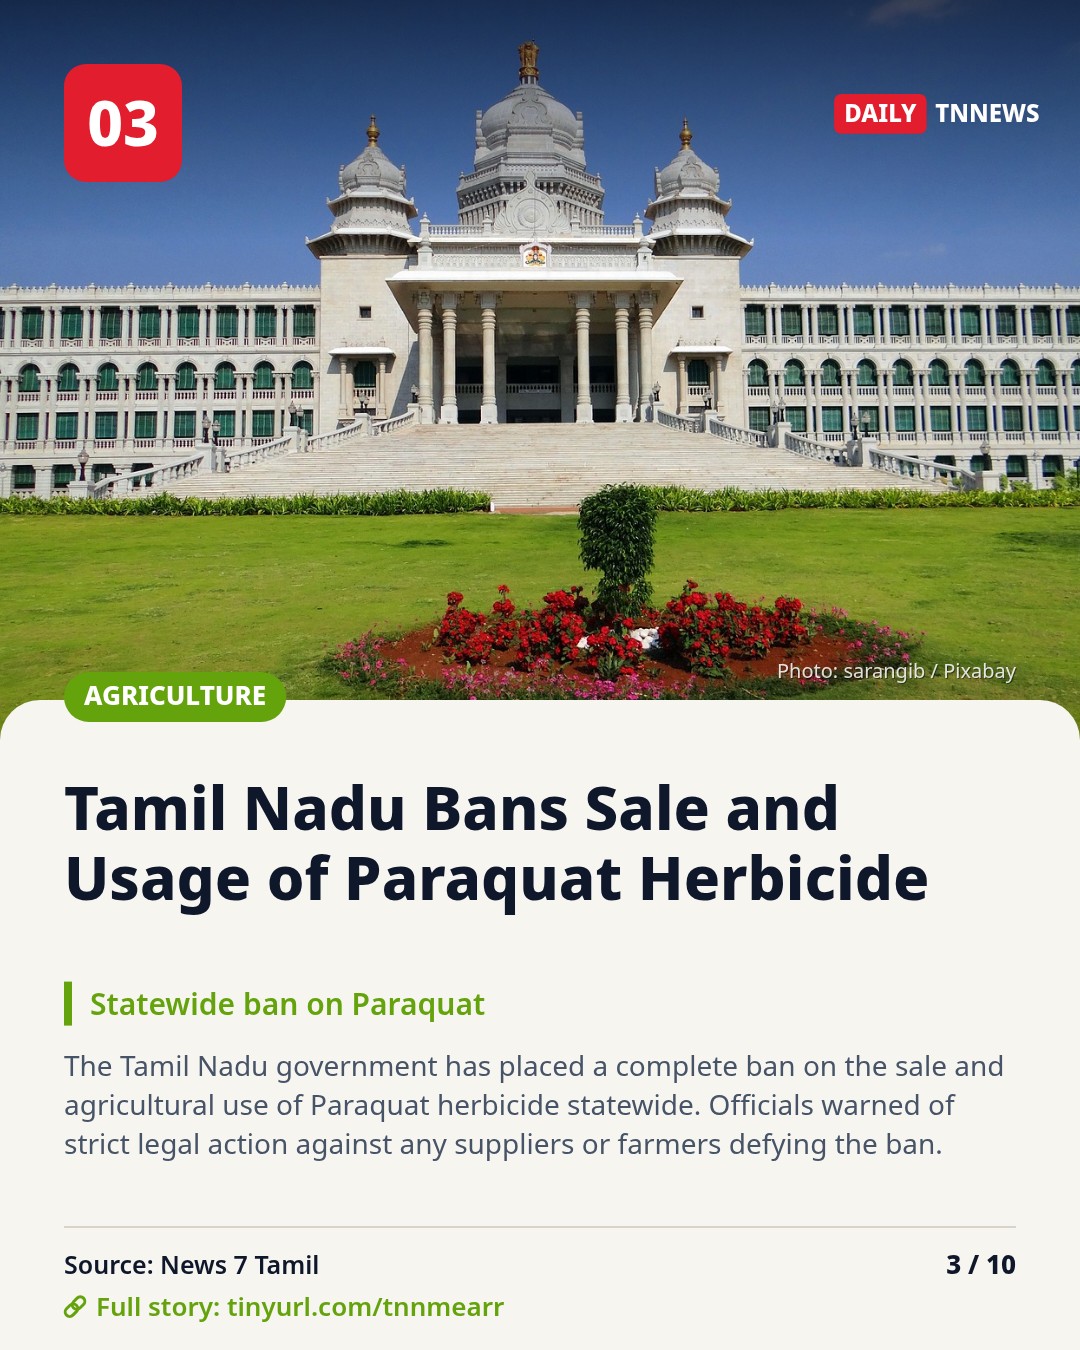 03
DAILY TNNEWS
Photo: sarangib / Pixabay
AGRICULTURE
Tamil Nadu Bans Sale and
Usage of Paraquat Herbicide
Statewide ban on Paraquat
The Tamil Nadu government has placed a complete ban on the sale and
agricultural use of Paraquat herbicide statewide. Officials warned of
strict legal action against any suppliers or farmers defying the ban.
Source: News 7 Tamil
3 / 10
Full story: tinyurl.com/tnnmearr